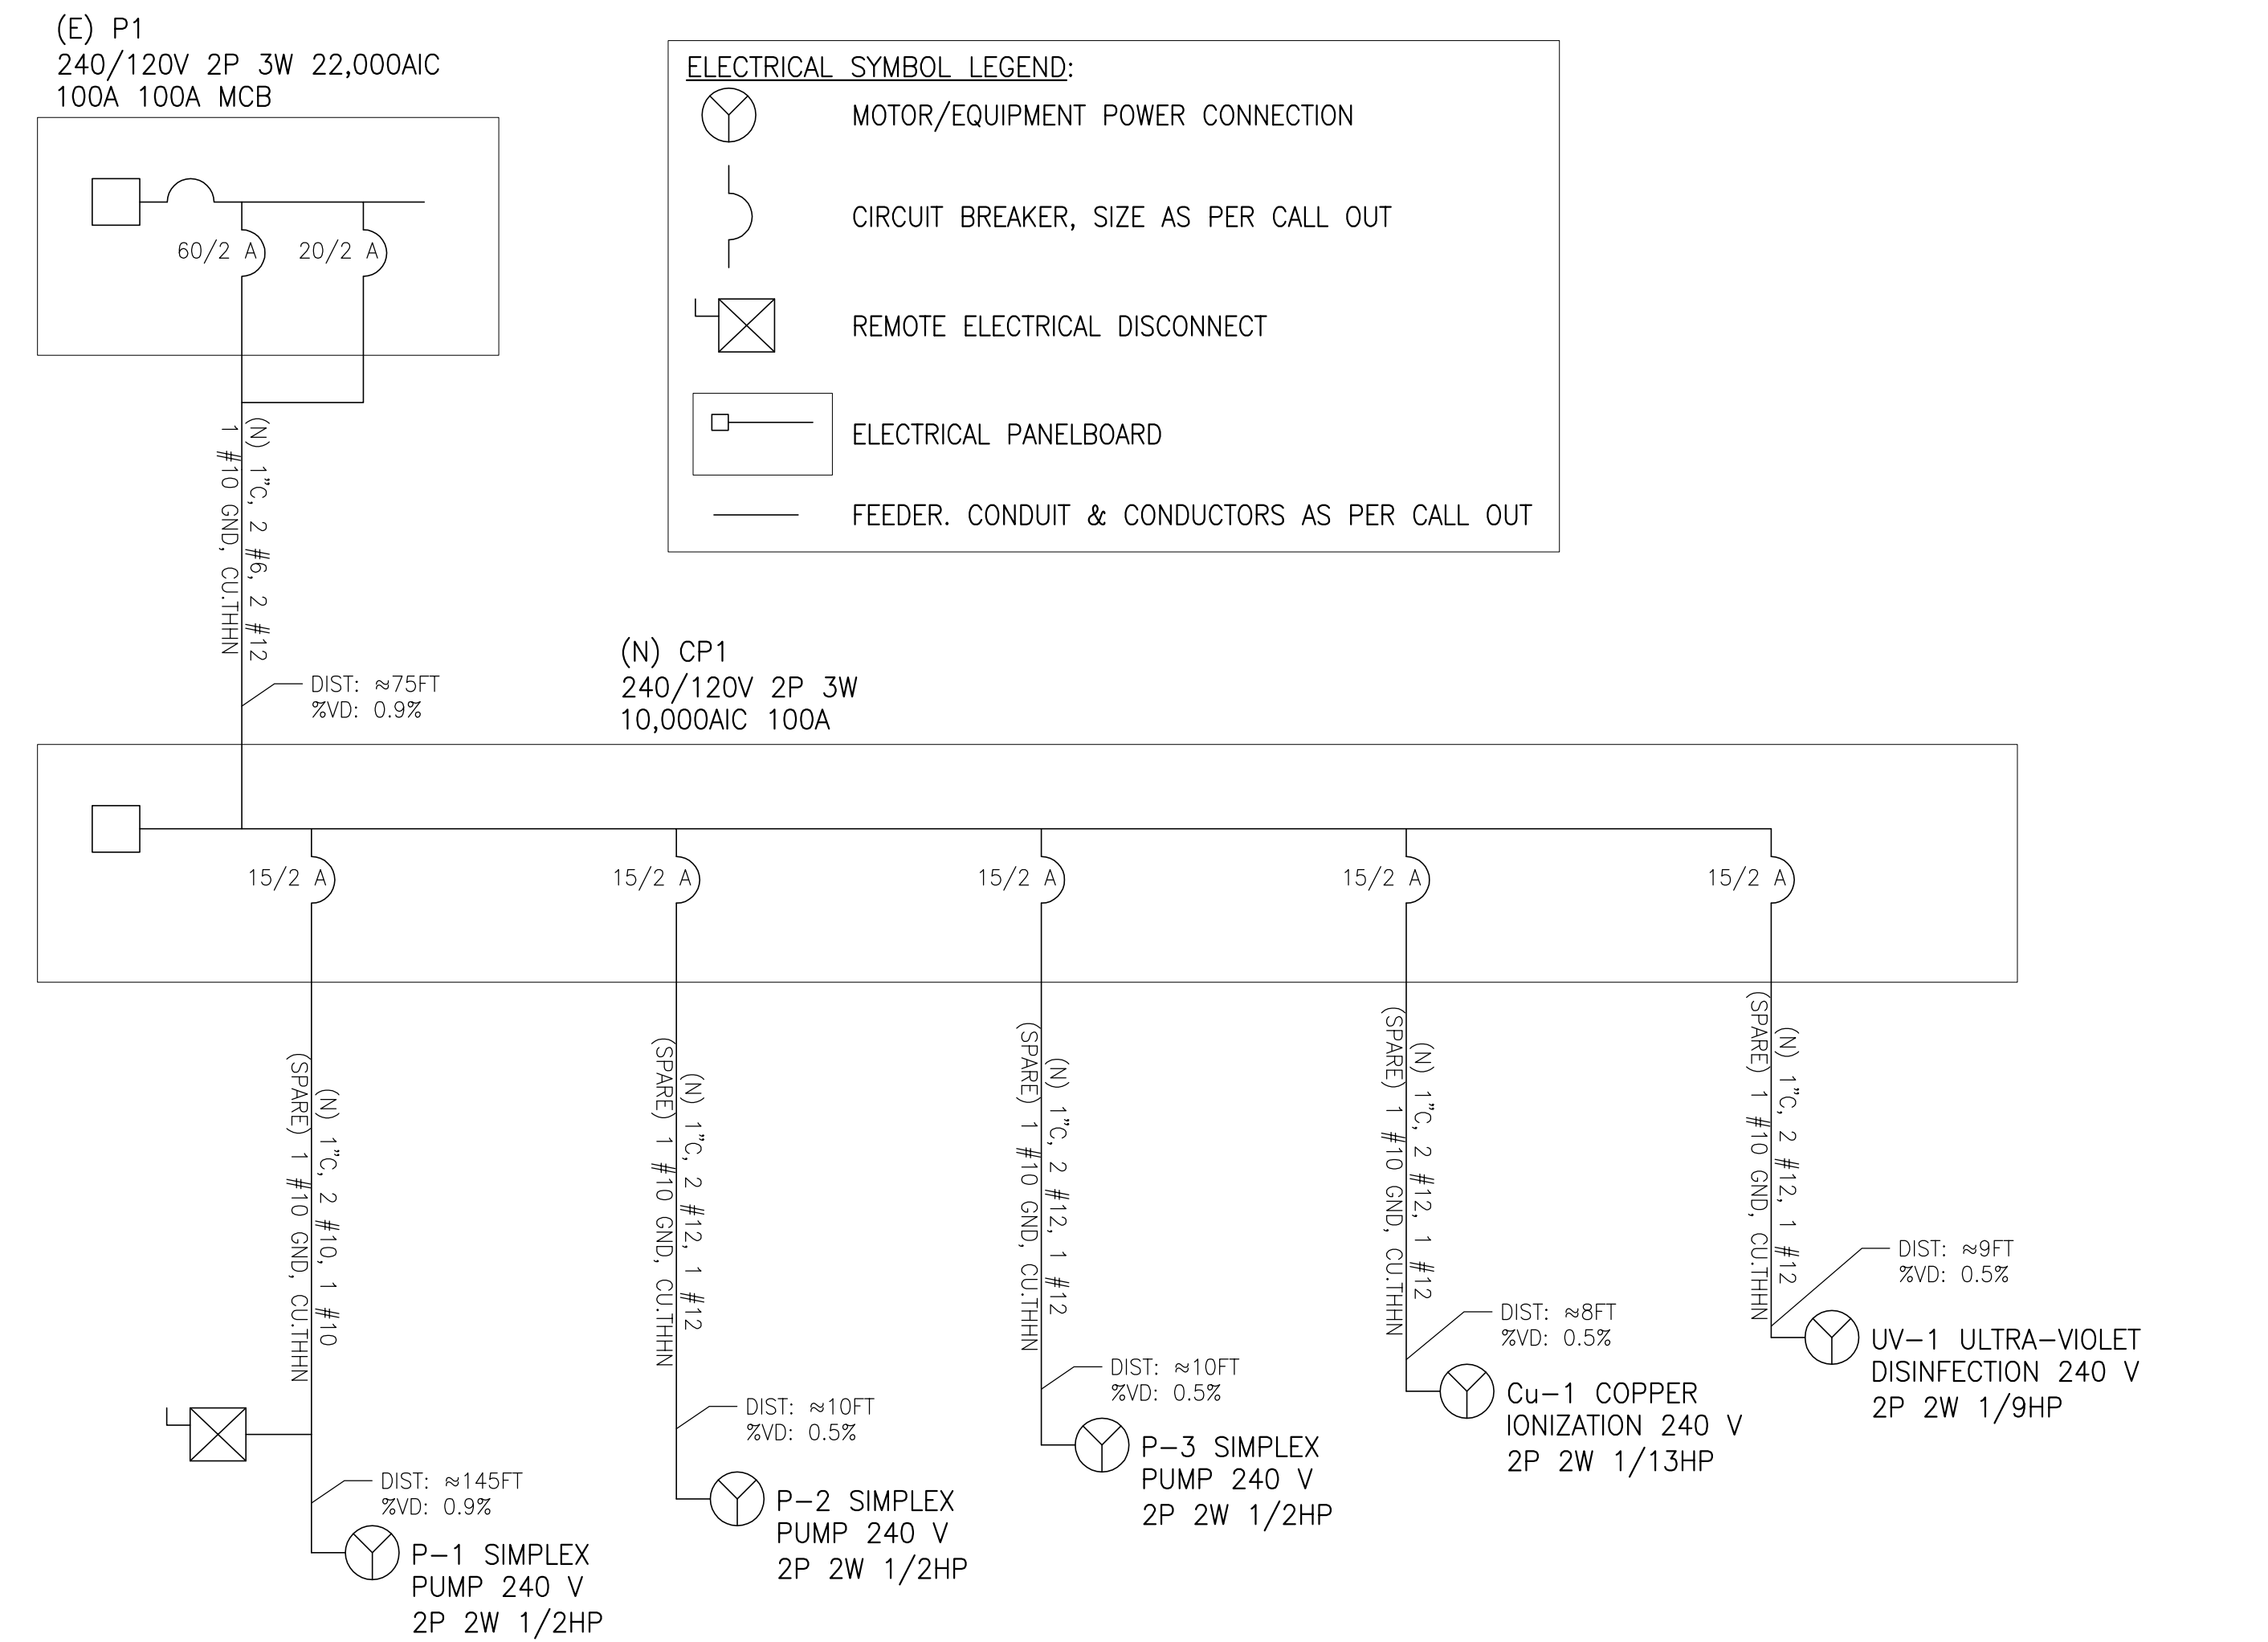 (E) P1
240/120V 2P 3W 22,000AIC
100A 100A MCB
60/2 A
20/2 A
(N) 1"C, 2 #6, 2 #12
1 #10 GND, CU.THHN
DIST: ≈75FT
%VD: 0.9%
ELECTRICAL SYMBOL LEGEND:
MOTOR/EQUIPMENT POWER CONNECTION
CIRCUIT BREAKER, SIZE AS PER CALL OUT
REMOTE ELECTRICAL DISCONNECT
ELECTRICAL PANELBOARD
FEEDER. CONDUIT & CONDUCTORS AS PER CALL OUT
(N) CP1
240/120V 2P 3W
10,000AIC 100A
15/2 A
15/2 A
15/2 A
15/2 A
15/2 A
(N) 1"C, 2 #10, 1 #10
(SPARE) 1 #10 GND, CU.THHN
DIST: ≈145FT
%VD: 0.9%
P-1 SIMPLEX
PUMP 240 V
2P 2W 1/2HP
(N) 1"C, 2 #12, 1 #12
(SPARE) 1 #10 GND, CU.THHN
DIST: ≈10FT
%VD: 0.5%
P-2 SIMPLEX
PUMP 240 V
2P 2W 1/2HP
(N) 1"C, 2 #12, 1 #12
(SPARE) 1 #10 GND, CU.THHN
DIST: ≈10FT
%VD: 0.5%
P-3 SIMPLEX
PUMP 240 V
2P 2W 1/2HP
(N) 1"C, 2 #12, 1 #12
(SPARE) 1 #10 GND, CU.THHN
DIST: ≈8FT
%VD: 0.5%
Cu-1 COPPER
IONIZATION 240 V
2P 2W 1/13HP
(N) 1"C, 2 #12, 1 #12
(SPARE) 1 #10 GND, CU.THHN
DIST: ≈9FT
%VD: 0.5%
UV-1 ULTRA-VIOLET
DISINFECTION 240 V
2P 2W 1/9HP